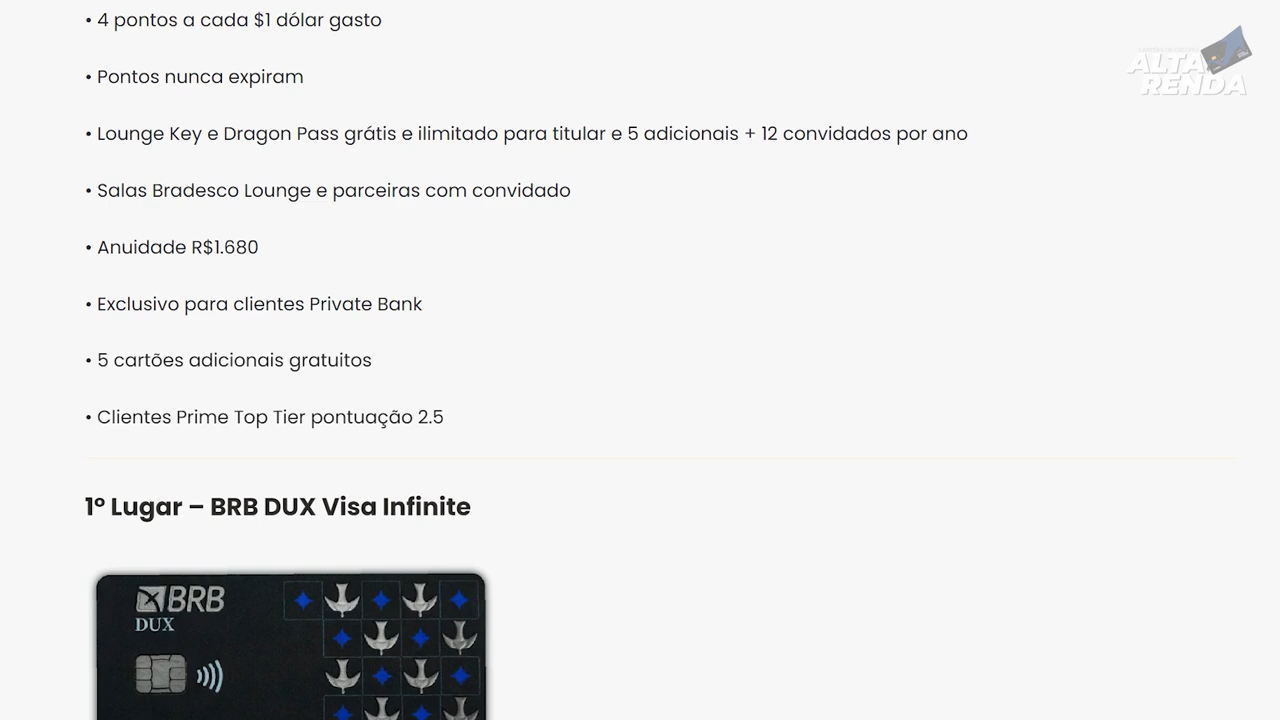 • 4 pontos a cada $1 dólar gasto
ALTA
RENDA
• Pontos nunca expiram
• Lounge Key e Dragon Pass grátis e ilimitado para titular e 5 adicionais + 12 convidados por ano
• Salas Bradesco Lounge e parceiras com convidado
• Anuidade R$1.680
• Exclusivo para clientes Private Bank
• 5 cartões adicionais gratuitos
• Clientes Prime Top Tier pontuação 2.5
1º Lugar – BRB DUX Visa Infinite
BRB
DUX